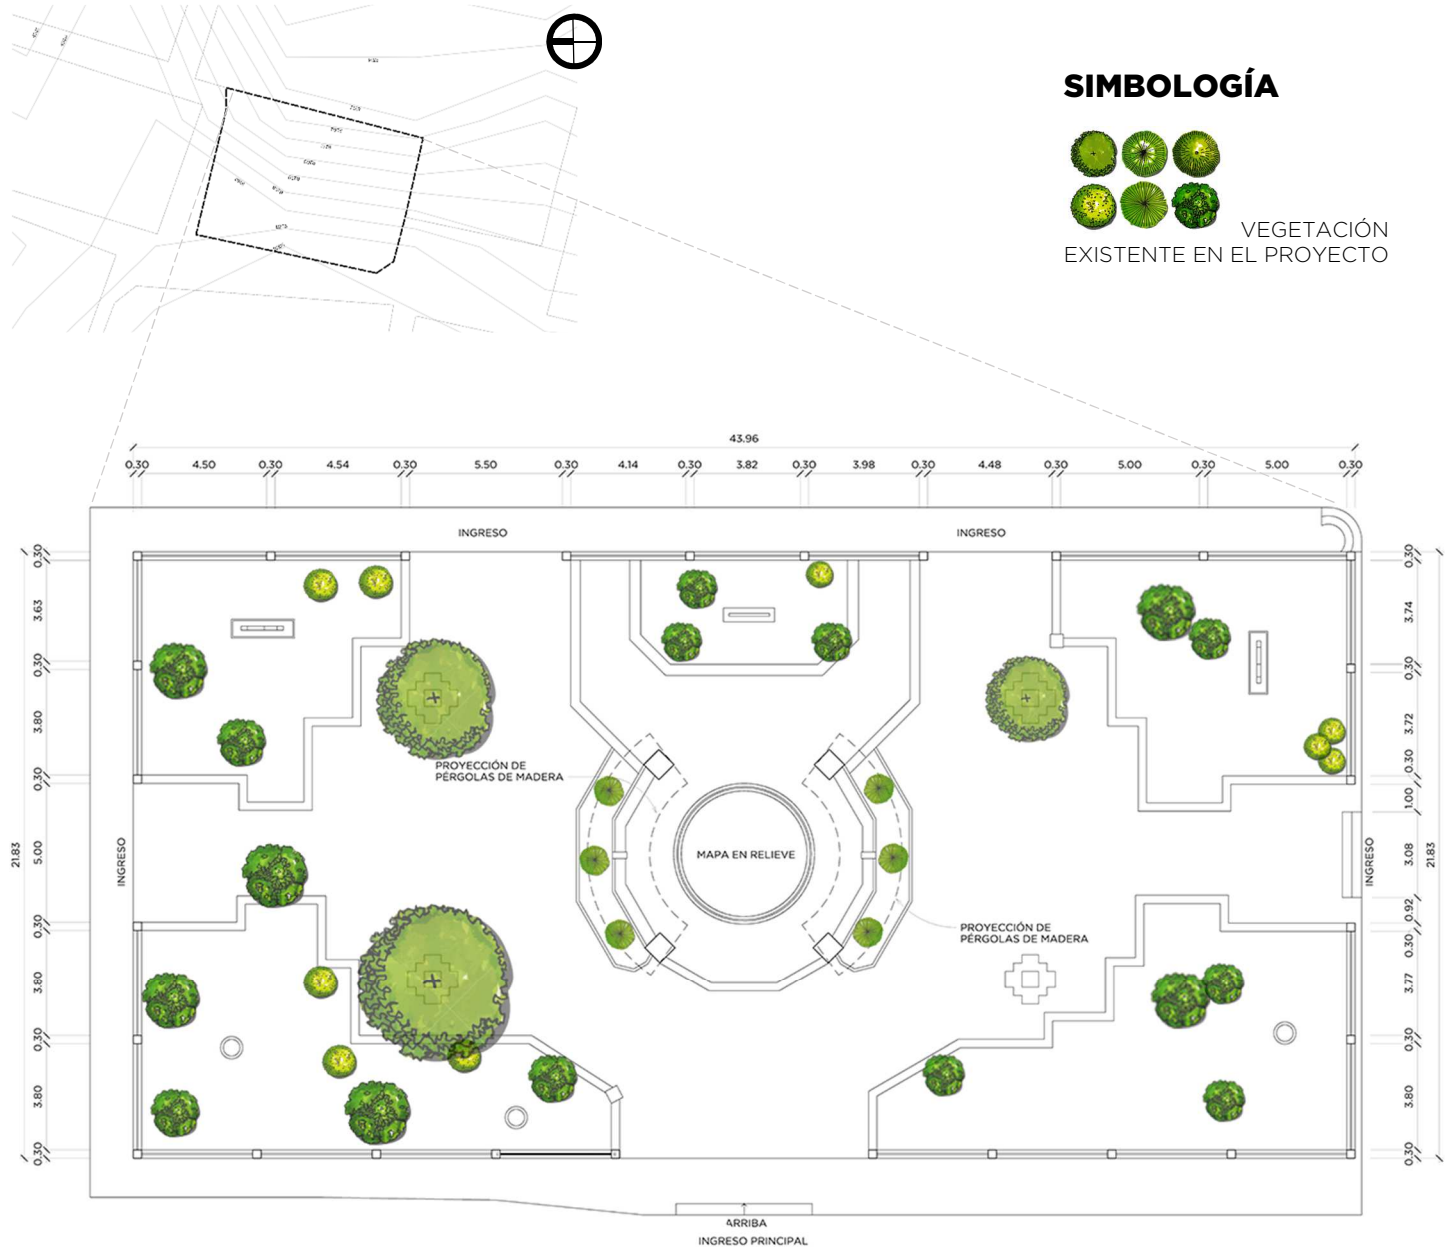 SIMBOLOGÍA
VEGETACIÓN
EXISTENTE EN EL PROYECTO
43.96
0.30 4.50 0.30 4.54 0.30 5.50 0.30 4.14 0.30 3.82 0.30 3.98 0.30 4.48 0.30 5.00 0.30 5.00 0.30
INGRESO
INGRESO
0.30
3.63
0.30
3.80
0.30
5.00
0.30
3.80
0.30
3.80
0.30
21.83
INGRESO
PROYECCIÓN DE
PÉRGOLAS DE MADERA
MAPA EN RELIEVE
PROYECCIÓN DE
PÉRGOLAS DE MADERA
INGRESO
0.30
3.74
0.30
3.72
0.30
1.00
3.08
0.92
0.30
3.77
0.30
3.80
0.30
21.83
ARRIBA
INGRESO PRINCIPAL